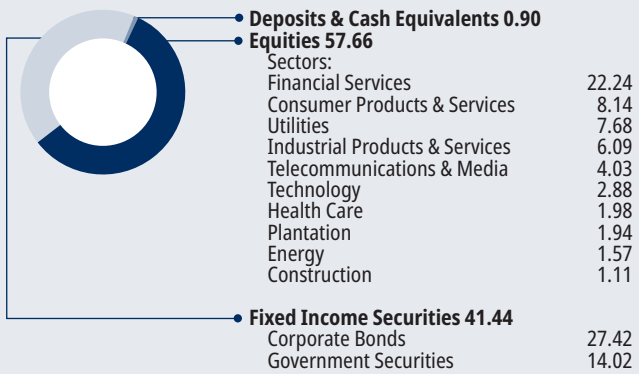 Deposits & Cash Equivalents 0.90
Equities 57.66
Sectors:
Financial Services 22.24
Consumer Products & Services 8.14
Utilities 7.68
Industrial Products & Services 6.09
Telecommunications & Media 4.03
Technology 2.88
Health Care 1.98
Plantation 1.94
Energy 1.57
Construction 1.11
Fixed Income Securities 41.44
Corporate Bonds 27.42
Government Securities 14.02